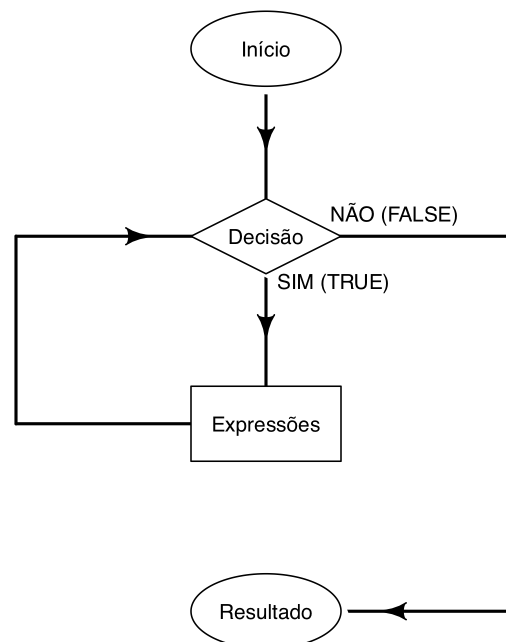 Início
NÃO (FALSE)
Decisão
SIM (TRUE)
Expressões
Resultado